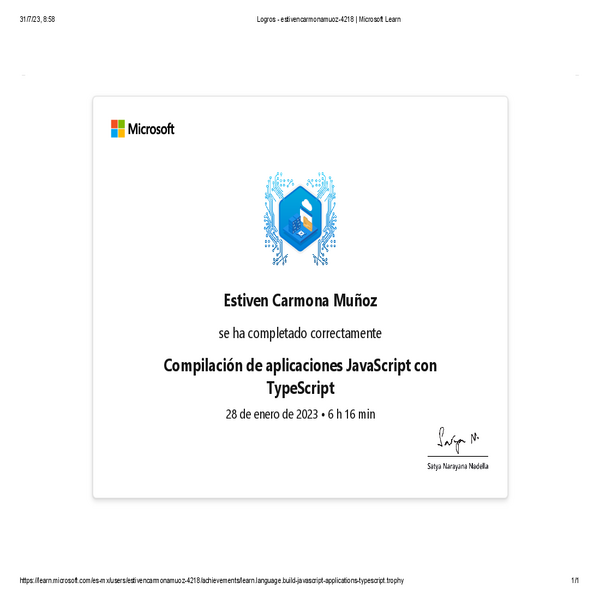 31/7/23, 8:58
Logros - estivencarmonamuoz-4218 | Microsoft Learn
Microsoft
Estiven Carmona Muñoz
se ha completado correctamente
Compilación de aplicaciones JavaScript con
TypeScript
28 de enero de 2023 • 6 h 16 min
Satya N.
Satya Narayana Nadella
https://learn.microsoft.com/es-mx/users/estivencarmonamuoz-4218/achievements/learn.language.build-javascript-applications-typescript.trophy
1/1